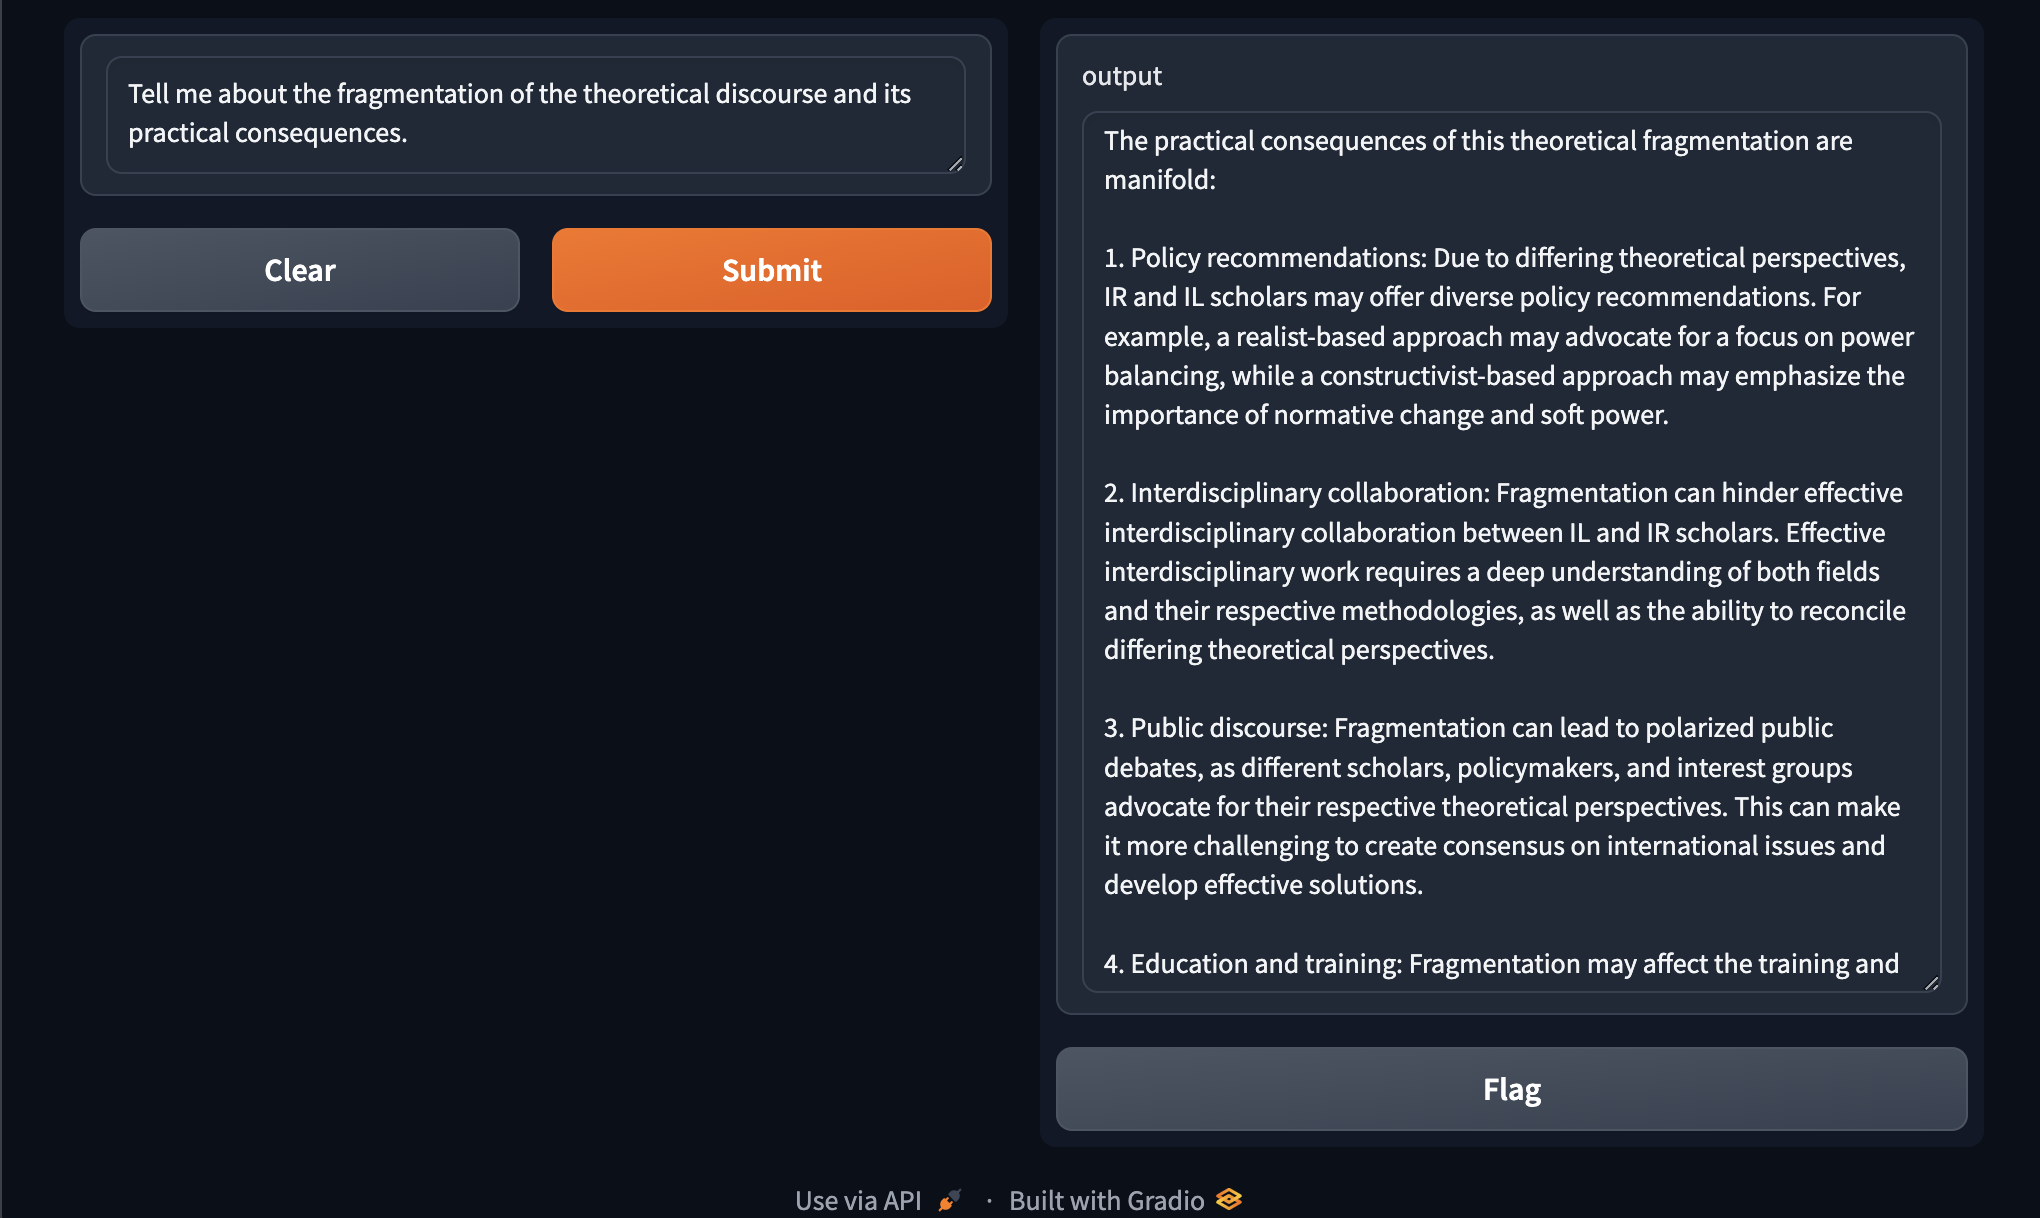 Tell me about the fragmentation of the theoretical discourse and its
practical consequences.
Clear
Submit
output
The practical consequences of this theoretical fragmentation are
manifold:
1. Policy recommendations: Due to differing theoretical perspectives,
IR and IL scholars may offer diverse policy recommendations. For
example, a realist-based approach may advocate for a focus on power
balancing, while a constructivist-based approach may emphasize the
importance of normative change and soft power.
2. Interdisciplinary collaboration: Fragmentation can hinder effective
interdisciplinary collaboration between IL and IR scholars. Effective
interdisciplinary work requires a deep understanding of both fields
and their respective methodologies, as well as the ability to reconcile
differing theoretical perspectives.
3. Public discourse: Fragmentation can lead to polarized public
debates, as different scholars, policymakers, and interest groups
advocate for their respective theoretical perspectives. This can make
it more challenging to create consensus on international issues and
develop effective solutions.
4. Education and training: Fragmentation may affect the training and
Flag
Use via API · Built with Gradio